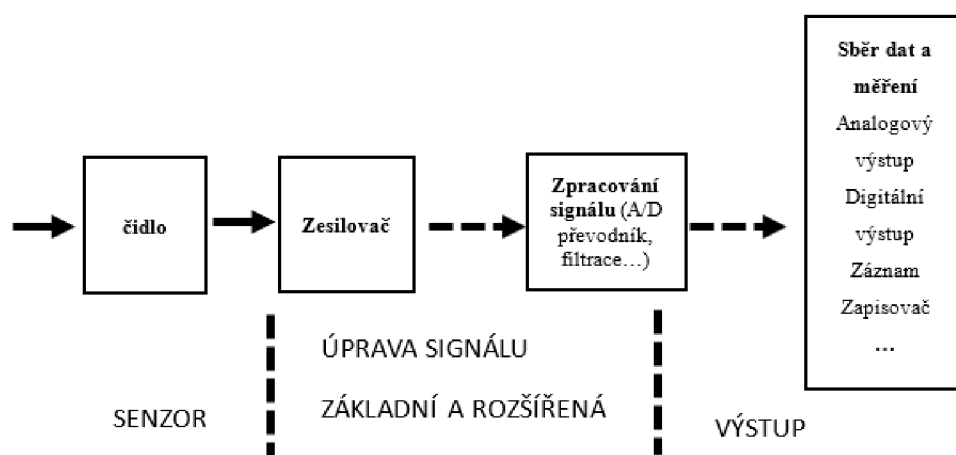 čidlo
Zesilovač
Zpracování
signálu (A/D
převodník,
filtrace...)
Sběr dat a
měření
Analogový
výstup
Digitální
výstup
Záznam
Zapisovač
...
SENZOR
ÚPRAVA SIGNÁLU
ZÁKLADNÍ A ROZŠÍŘENÁ
VÝSTUP